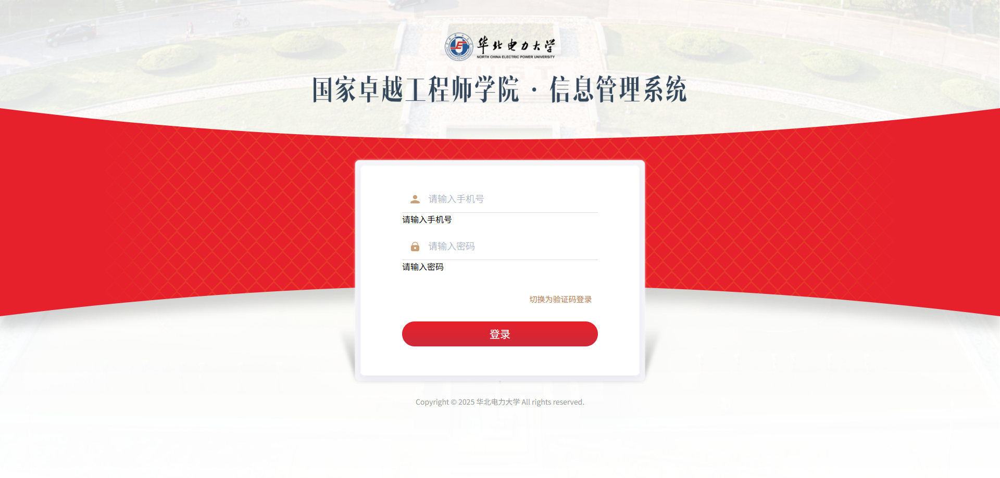 华北电力大学
NORTH CHINA ELECTRIC POWER UNIVERSITY
国家卓越工程师学院 · 信息管理系统
请输入手机号
请输入手机号
请输入密码
请输入密码
切换为验证码登录
登录
Copyright © 2025 华北电力大学 All rights reserved.